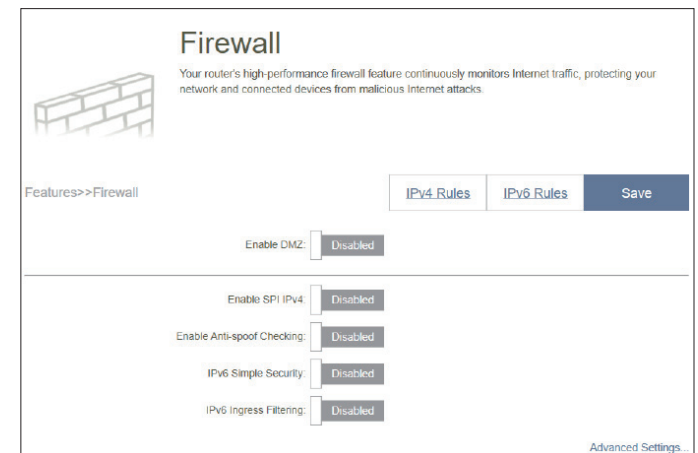 Firewall
Your router's high-performance firewall feature continuously monitors Internet traffic, protecting your
network and connected devices from malicious Internet attacks.
Features>>Firewall
IPv4 Rules
IPv6 Rules
Save
Enable DMZ: Disabled
Enable SPI IPv4: Disabled
Enable Anti-spoof Checking: Disabled
IPv6 Simple Security: Disabled
IPv6 Ingress Filtering: Disabled
Advanced Settings...